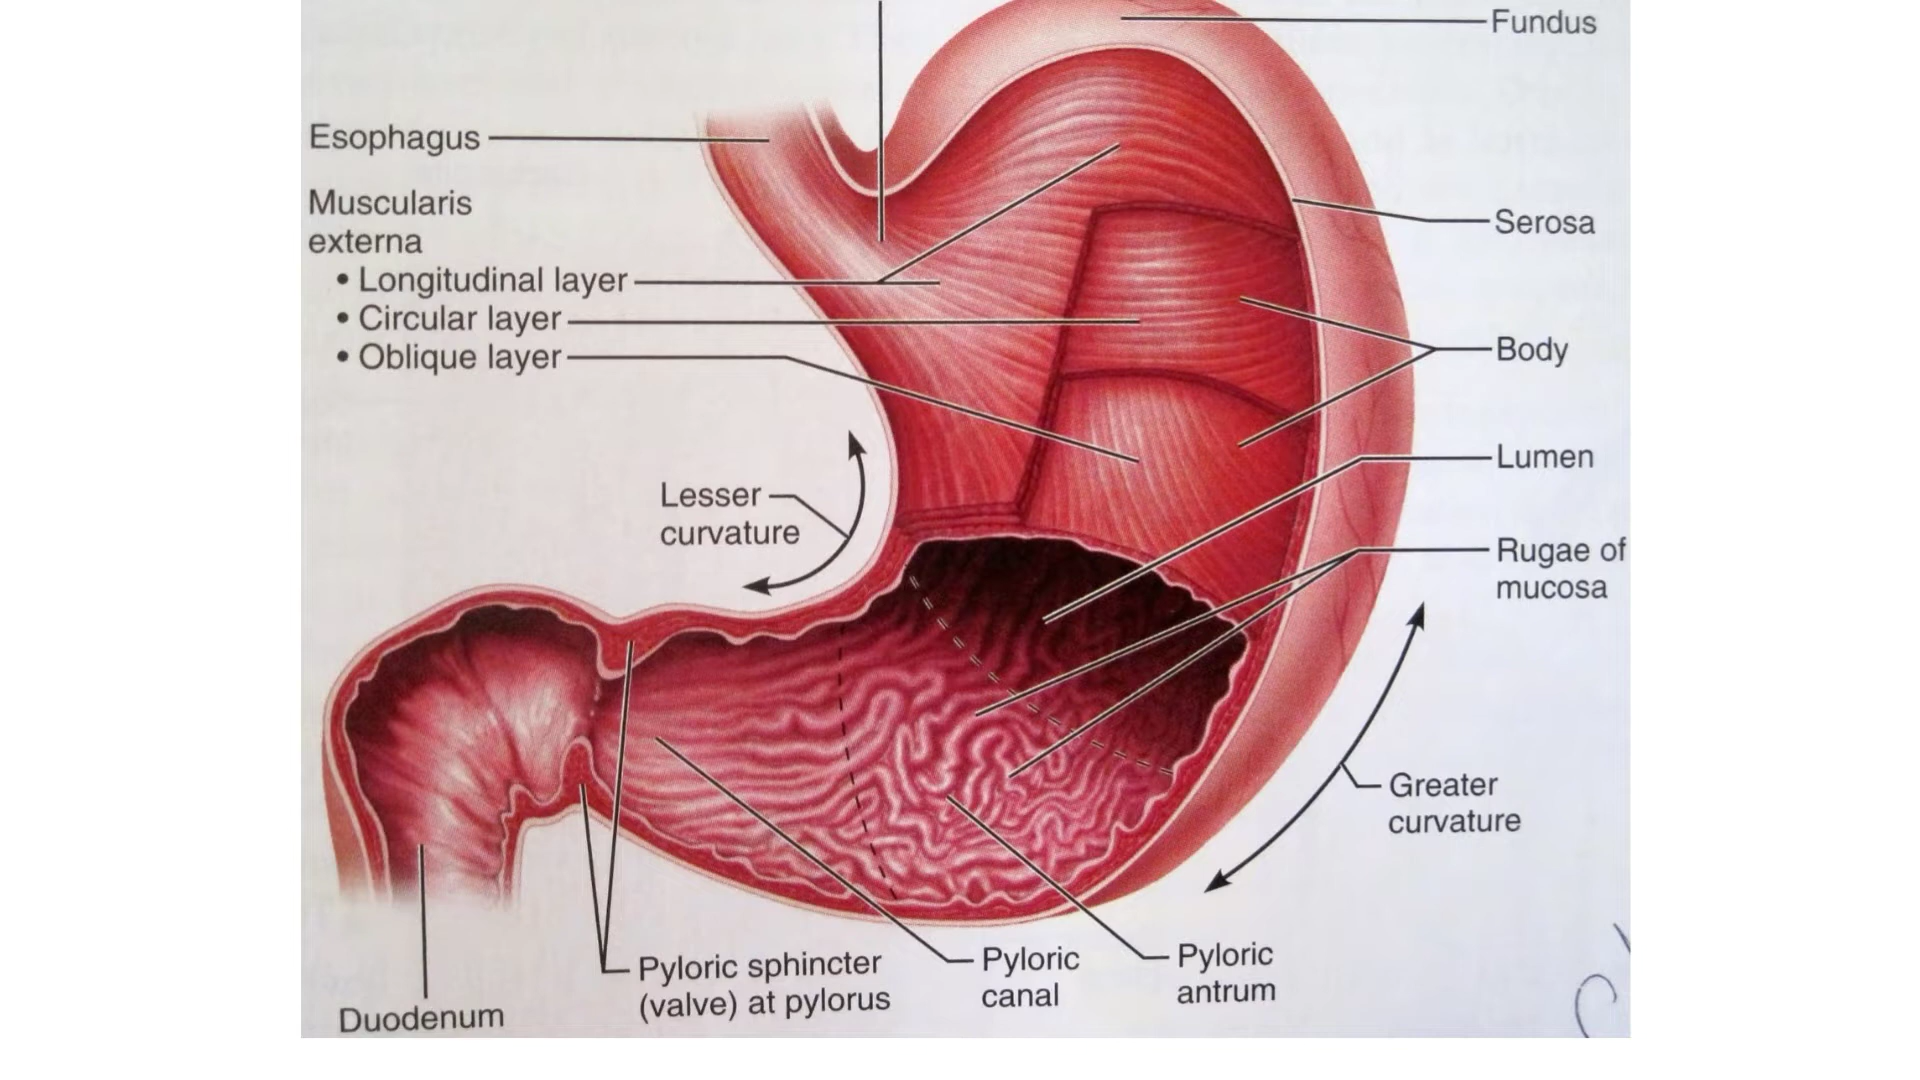 Fundus
Esophagus
Muscularis
externa
• Longitudinal layer
• Circular layer
• Oblique layer
Serosa
Body
Lumen
Lesser
curvature
Rugae of
mucosa
Greater
curvature
Pyloric sphincter
(valve) at pylorus
Pyloric
canal
Pyloric
antrum
Duodenum